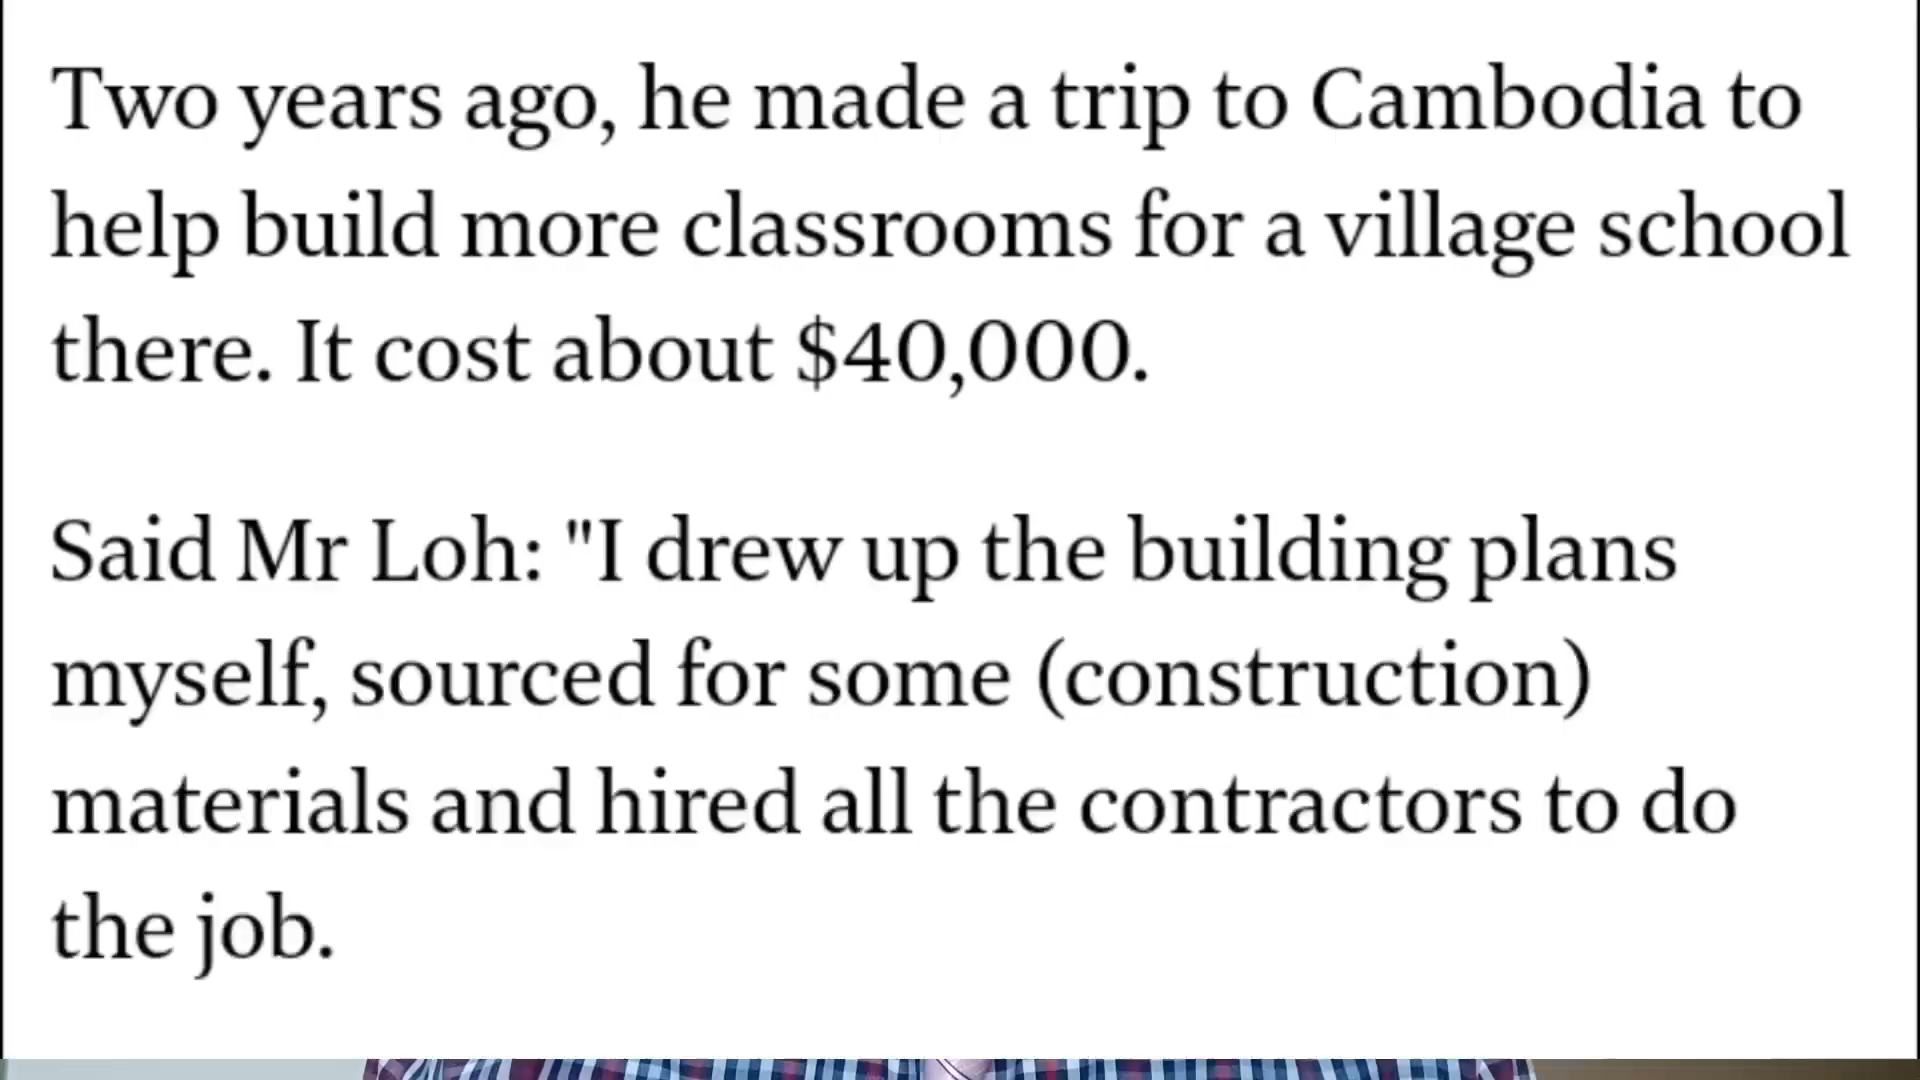 Two years ago, he made a trip to Cambodia to
help build more classrooms for a village school
there. It cost about $40,000.
Said Mr Loh: "I drew up the building plans
myself, sourced for some (construction)
materials and hired all the contractors to do
the job.